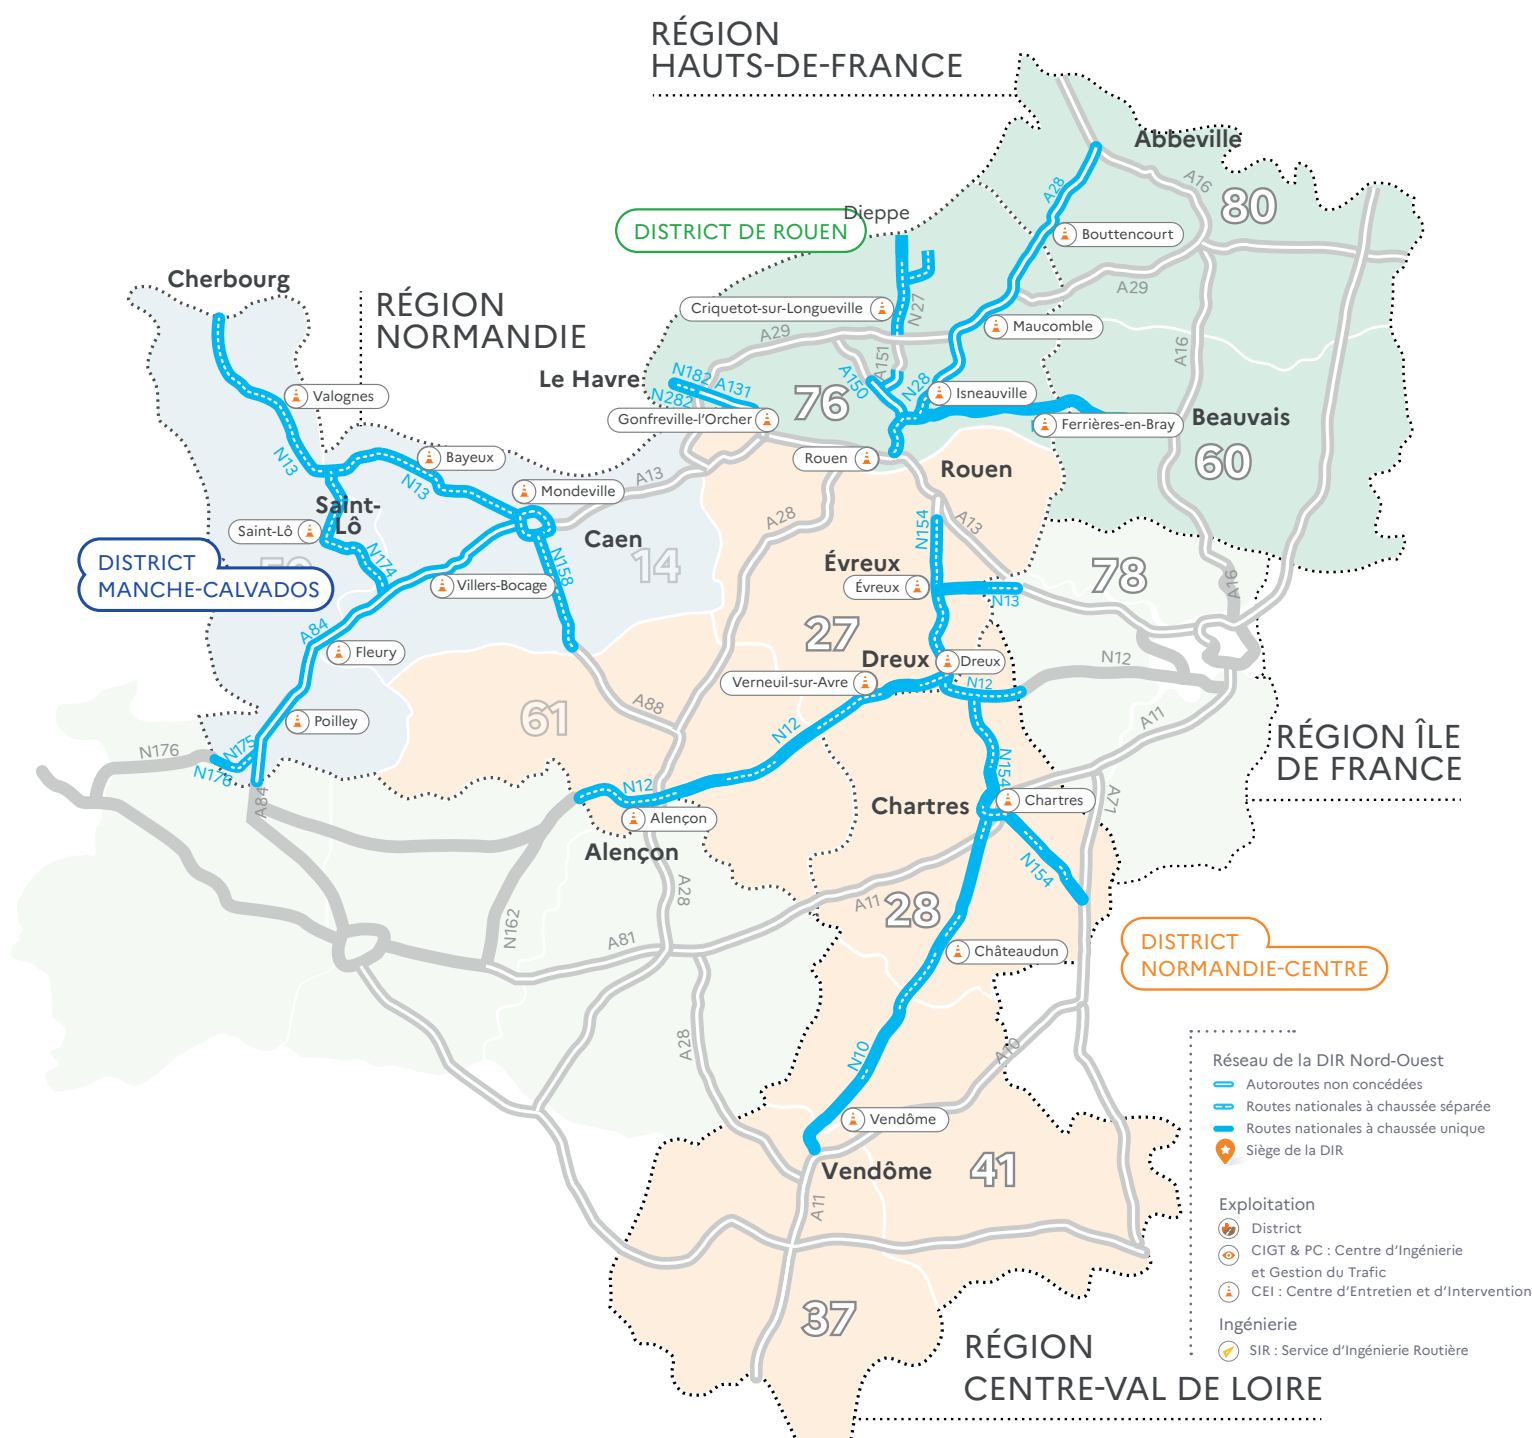 RÉGION
HAUTS-DE-FRANCE
Abbeville
A16
80
A28
Dieppe
DISTRICT DE ROUEN
Bouttencourt
Cherbourg
A29
RÉGION
NORMANDIE
Criquetot-sur-Longueville
N27
Maucomble
A29
A151
A16
Le Havre
N182 A131
N282
A150
N28
76
Isneauville
Valognes
Gonfreville-l'Orcher
Ferrières-en-Bray
Beauvais
60
Bayeux
N13
Rouen
Rouen
A13
N13
Mondeville
Saint-
Lô
Saint-Lô
A28
N154
A13
Caen
DISTRICT
MANCHE-CALVADOS
50
N174
N158
14
Évreux
78
A16
Villers-Bocage
Évreux
N13
A84
27
Fleury
Dreux
Dreux
N12
Verneuil-sur-Avre
N12
Poilley
61
A88
A11
N12
N176
N175
N176
N154
RÉGION ÎLE
DE FRANCE
N12
A84
Chartres
Chartres
A71
Alençon
Alençon
N154
A28
A11
28
N162
A81
Châteaudun
DISTRICT
NORMANDIE-CENTRE
A28
N10
A10
Réseau de la DIR Nord-Ouest
Autoroutes non concédées
Routes nationales à chaussée séparée
Routes nationales à chaussée unique
Siège de la DIR
Vendôme
Vendôme
41
A11
Exploitation
District
CIGT & PC : Centre d'Ingénierie
et Gestion du Trafic
CEI : Centre d'Entretien et d'Intervention
Ingénierie
SIR : Service d'Ingénierie Routière
37
RÉGION
CENTRE-VAL DE LOIRE